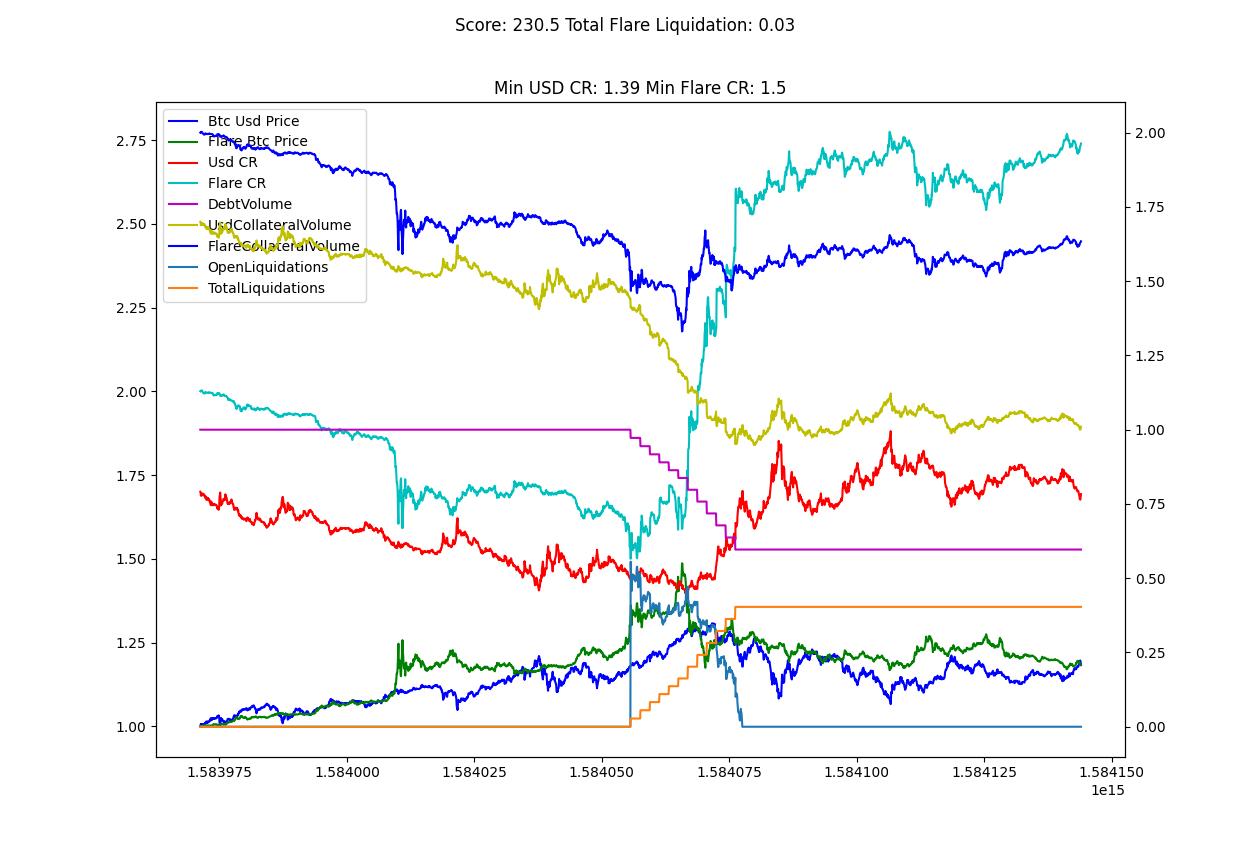 Score: 230.5 Total Flare Liquidation: 0.03
Min USD CR: 1.39 Min Flare CR: 1.5
Btc Usd Price
Flare Btc Price
Usd CR
Flare CR
DebtVolume
UsdCollateralVolume
FlareCollateralVolume
OpenLiquidations
TotalLiquidations
2.75
2.50
2.25
2.00
1.75
1.50
1.25
1.00
2.00
1.75
1.50
1.25
1.00
0.75
0.50
0.25
0.00
1.583975 1.584000 1.584025 1.584050 1.584075 1.584100 1.584125 1.584150
1e15